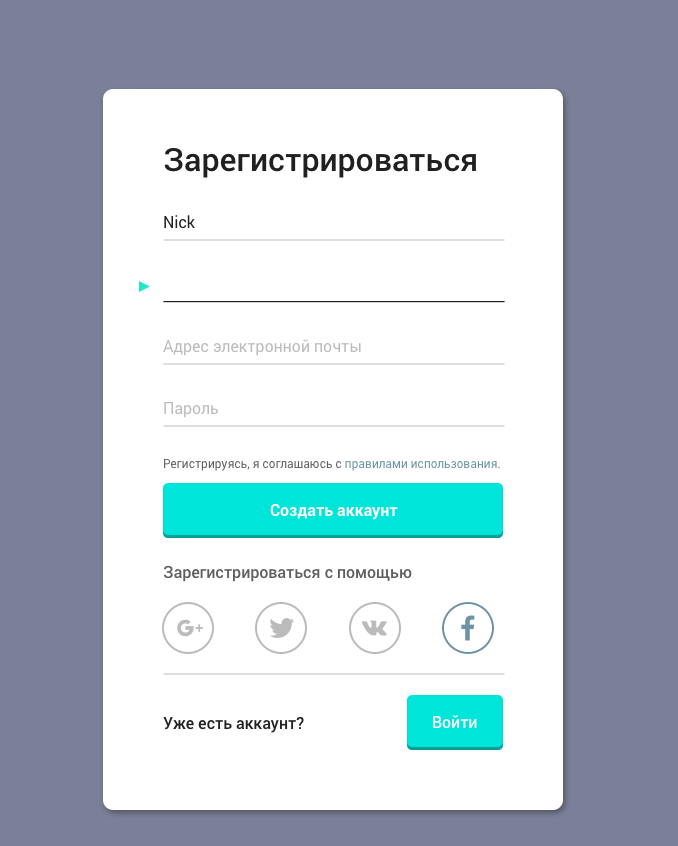 Зарегистрироваться
Nick
Адрес электронной почты
Пароль
Регистрируясь, я соглашаюсь с правилами использования.
Создать аккаунт
Зарегистрироваться с помощью
G+
Уже есть аккаунт?
Войти